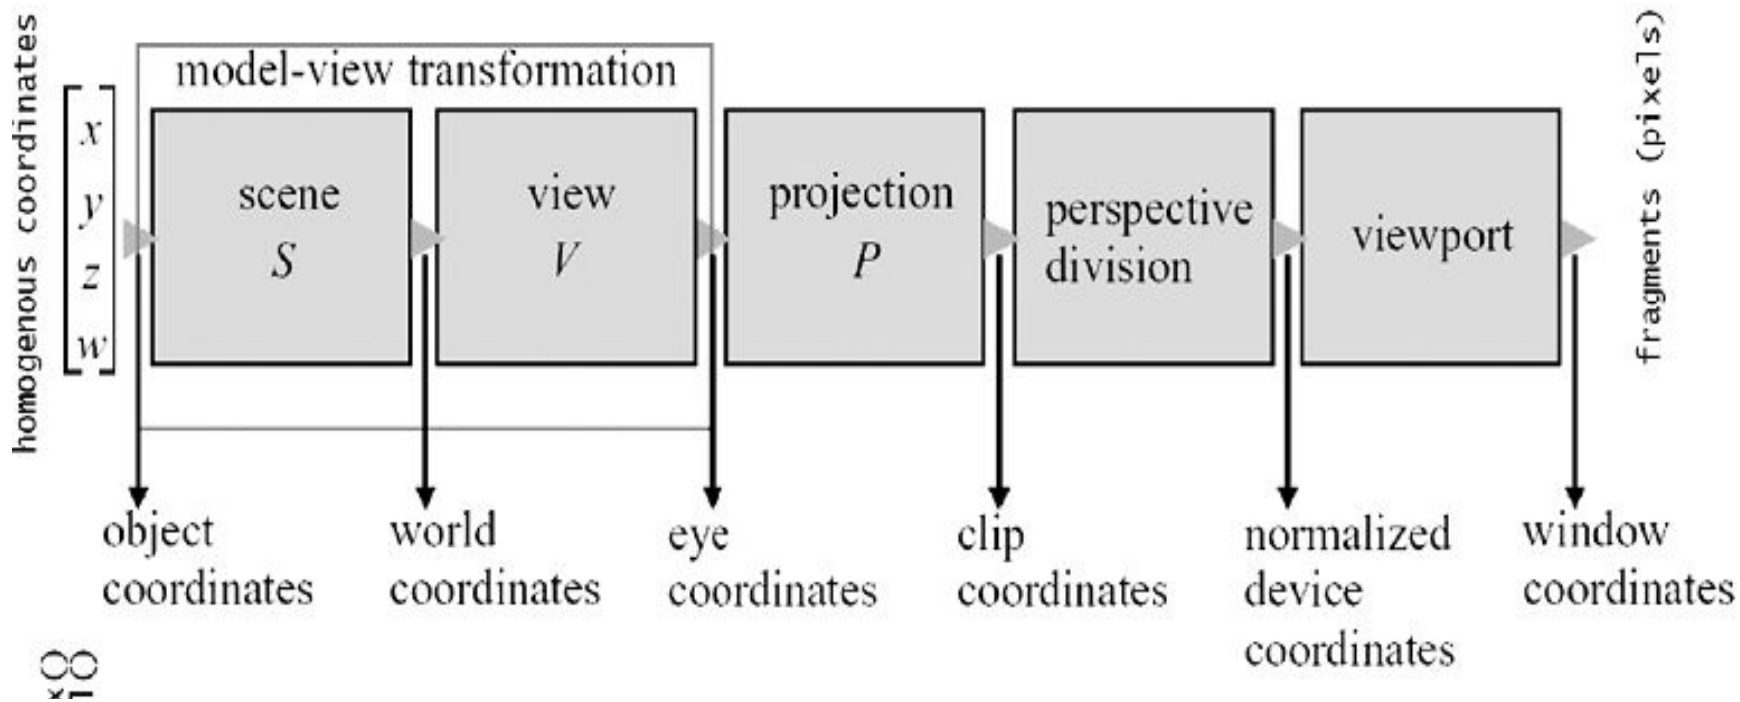 homogenous coordinates
x
y
z
w
model-view transformation
scene
S
view
V
projection
P
perspective
division
viewport
fragments (pixels)
object
coordinates
world
coordinates
eye
coordinates
clip
coordinates
normalized
device
coordinates
window
coordinates